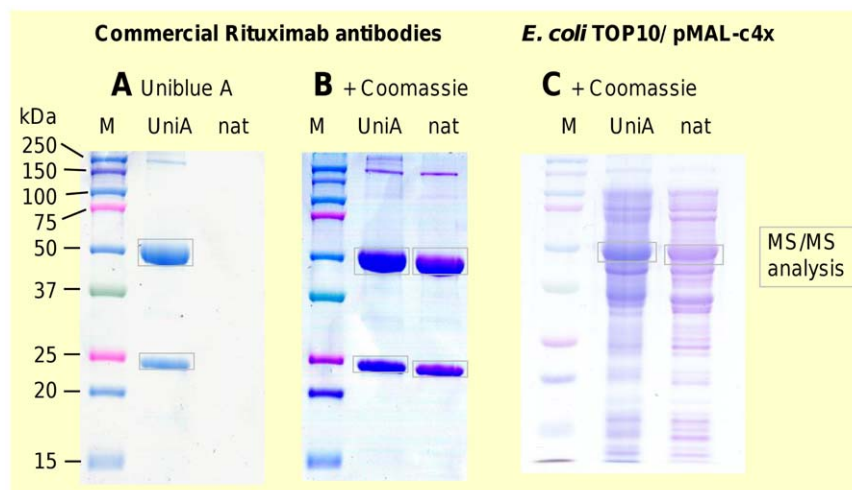 Commercial Rituximab antibodies
E. coli TOP10/ pMAL-c4x
A Uniblue A
B + Coomassie
C + Coomassie
kDa
M UniA nat
M UniA nat
M UniA nat
250
150
100
75
50
37
25
20
15
MS/MS
analysis